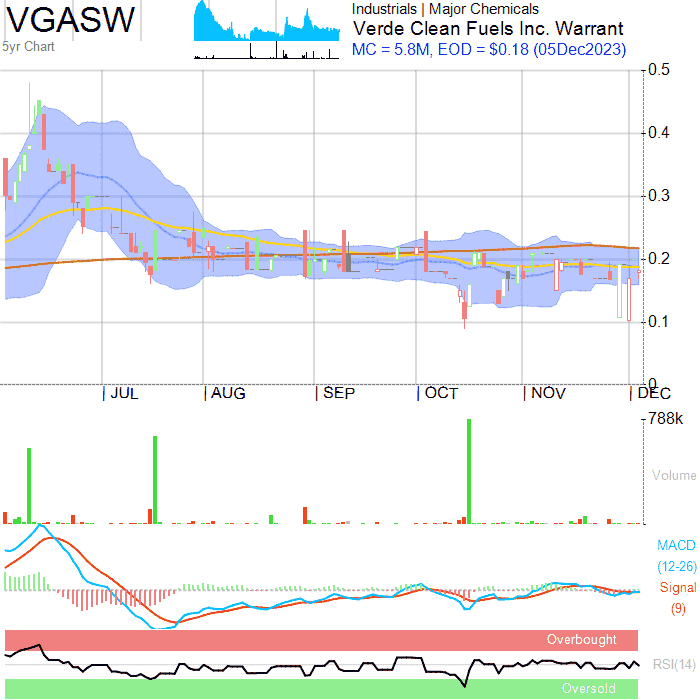 VGASW
5yr Chart
Industrials | Major Chemicals
Verde Clean Fuels Inc. Warrant
MC = 5.8M, EOD = $0.18 (05Dec2023)
0.5
0.4
0.3
0.2
0.1
0
JUL AUG SEP OCT NOV DEC
788k
Volume
MACD
(12-26)
Signal
(9)
Overbought
RSI(14)
Oversold